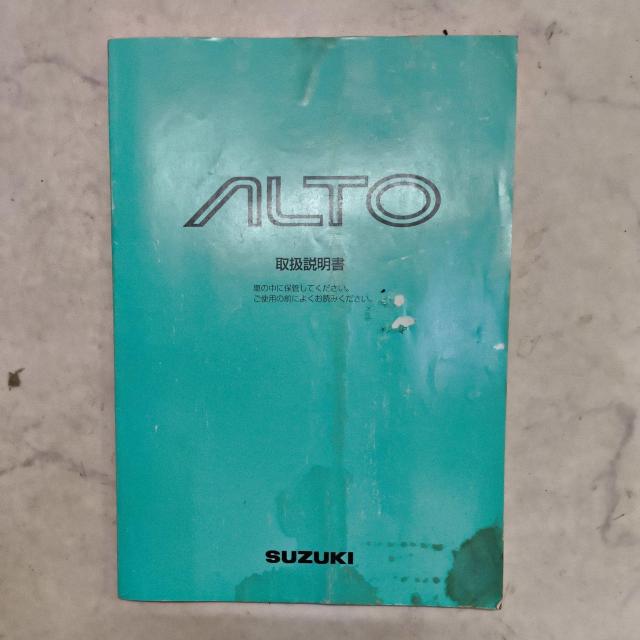 ALTO
取扱説明書
車の中に保管してください。
ご使用の前によくお読みください。
SUZUKI